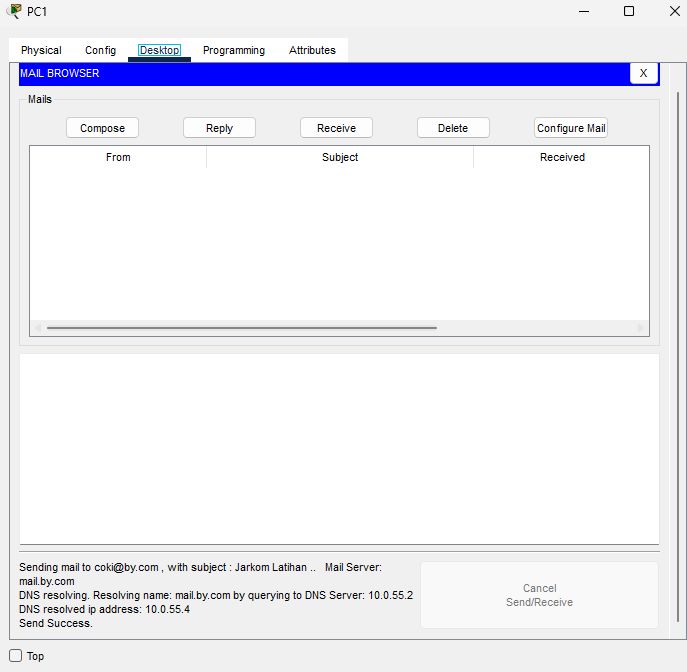 PC1
Physical Config Desktop Programming Attributes
MAIL BROWSER X
Mails
Compose Reply Receive Delete Configure Mail
From Subject Received
Sending mail to coki@by.com , with subject : Jarkom Latihan .. Mail Server:
mail.by.com
DNS resolving. Resolving name: mail.by.com by querying to DNS Server: 10.0.55.2
DNS resolved ip address: 10.0.55.4
Send Success.
Cancel
Send/Receive
Top